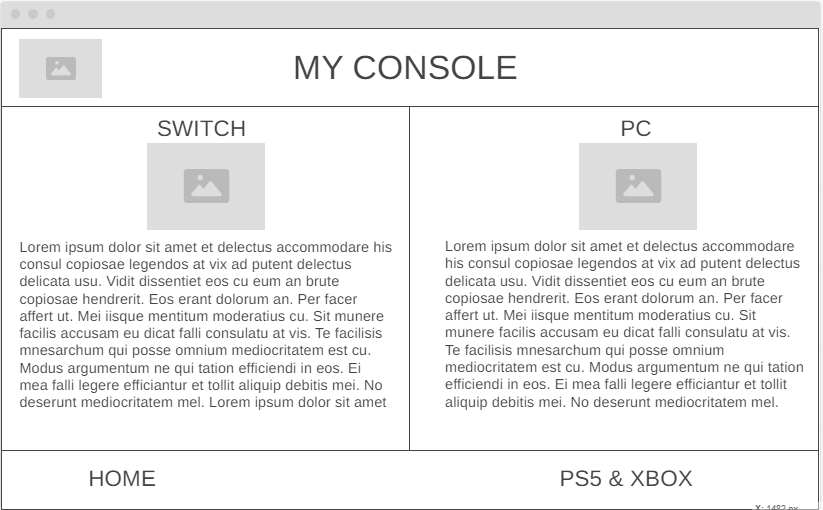 MY CONSOLE
SWITCH
Lorem ipsum dolor sit amet et delectus accommodare his
consul copiosae legendos at vix ad putent delectus
delicata usu. Vidit dissentiet eos cu eum an brute
copiosae hendrerit. Eos erant dolorum an. Per facer
affert ut. Mei iisque mentitum moderatius cu. Sit munere
facilis accusam eu dicat falli consulatu at vis. Te facilisis
mnesarchum qui posse omnium mediocritatem est cu.
Modus argumentum ne qui tation efficiendi in eos. Ei
mea falli legere efficiantur et tollit aliquip debitis mei. No
deserunt mediocritatem mel. Lorem ipsum dolor sit amet
PC
Lorem ipsum dolor sit amet et delectus accommodare
his consul copiosae legendos at vix ad putent delectus
delicata usu. Vidit dissentiet eos cu eum an brute
copiosae hendrerit. Eos erant dolorum an. Per facer
affert ut. Mei iisque mentitum moderatius cu. Sit
munere facilis accusam eu dicat falli consulatu at vis.
Te facilisis mnesarchum qui posse omnium
mediocritatem est cu. Modus argumentum ne qui tation
efficiendi in eos. Ei mea falli legere efficiantur et tollit
aliquip debitis mei. No deserunt mediocritatem mel.
HOME
PS5 & XBOX
X: 1482 px